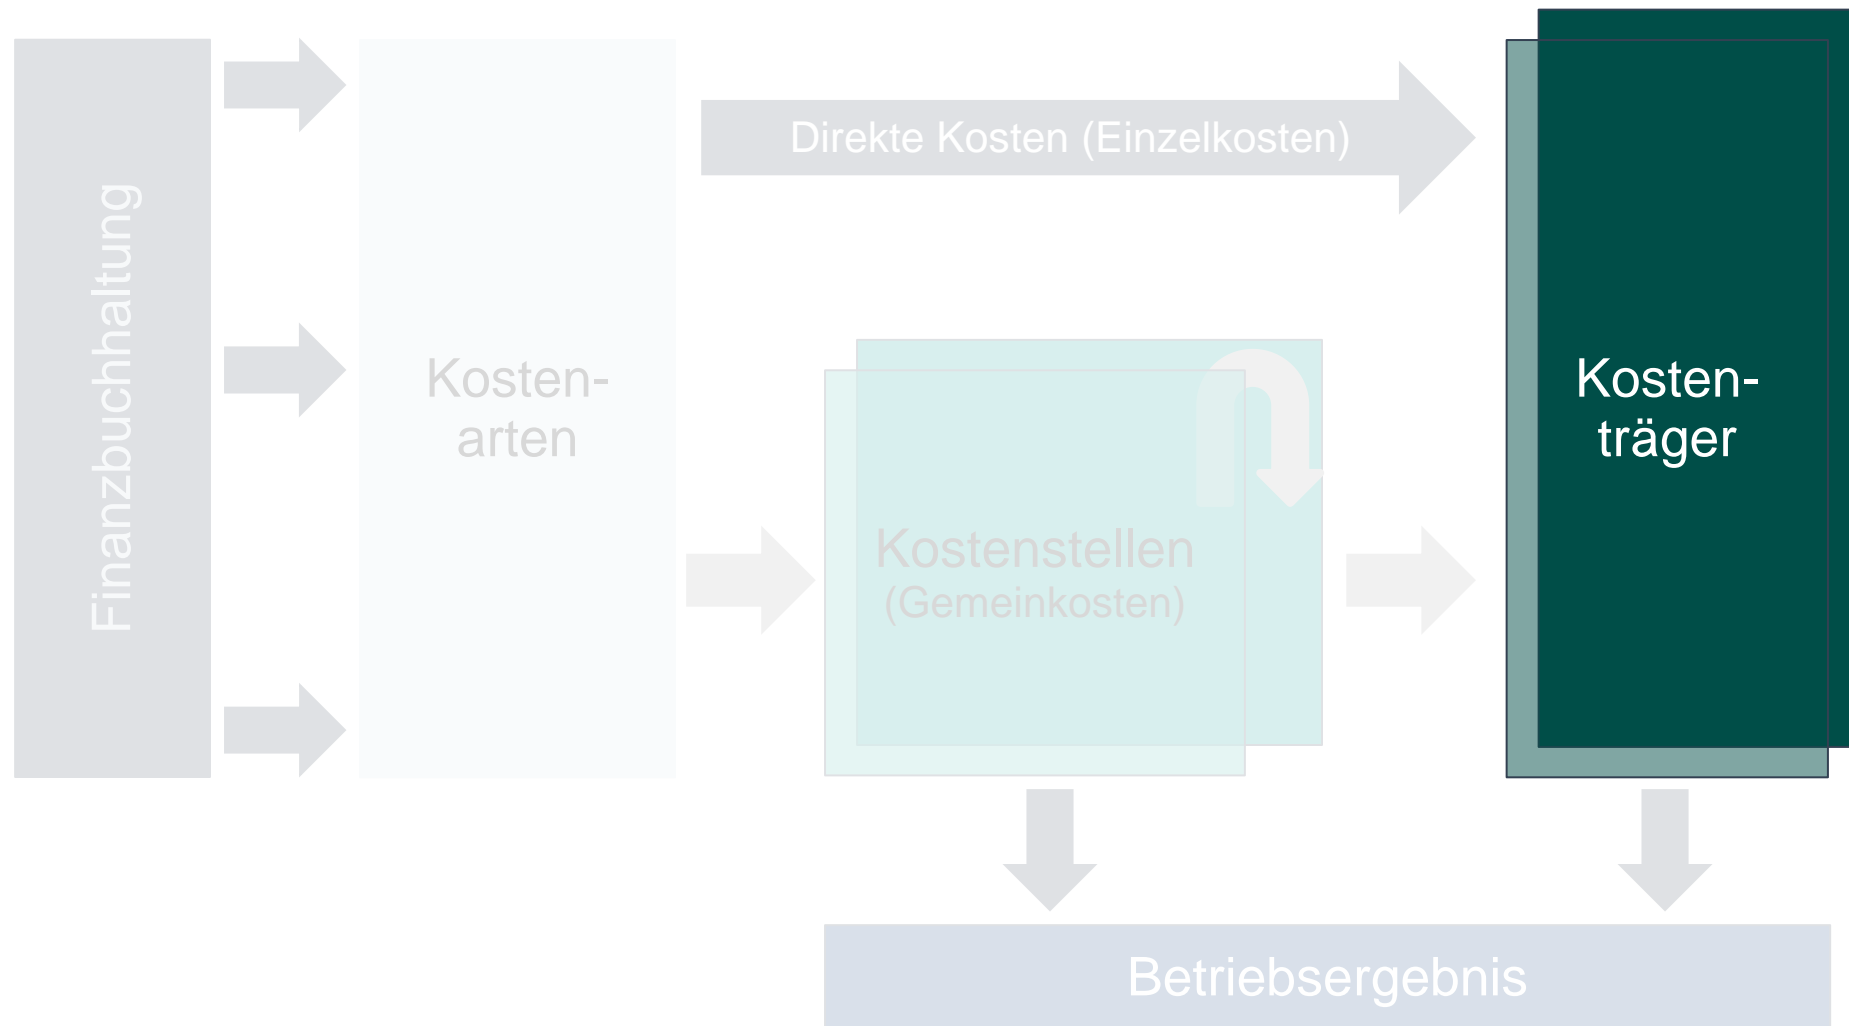 Finanzbuchhaltung
Kosten-
arten
Direkte Kosten (Einzelkosten)
Kostenstellen
(Gemeinkosten)
Kosten-
träger
Betriebsergebnis